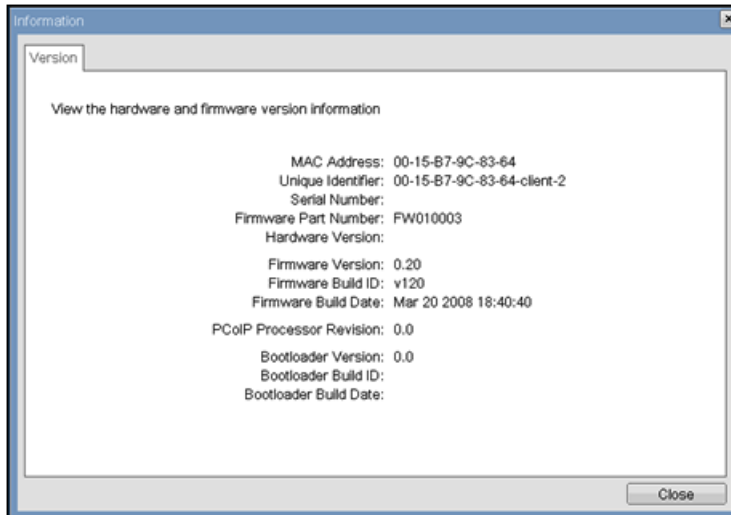 Information
Version
View the hardware and firmware version information
MAC Address: 00-15-B7-9C-83-64
Unique Identifier: 00-15-B7-9C-83-64-client-2
Serial Number:
Firmware Part Number: FW010003
Hardware Version:
Firmware Version: 0.20
Firmware Build ID: v120
Firmware Build Date: Mar 20 2008 18:40:40
PCoIP Processor Revision: 0.0
Bootloader Version: 0.0
Bootloader Build ID:
Bootloader Build Date:
Close